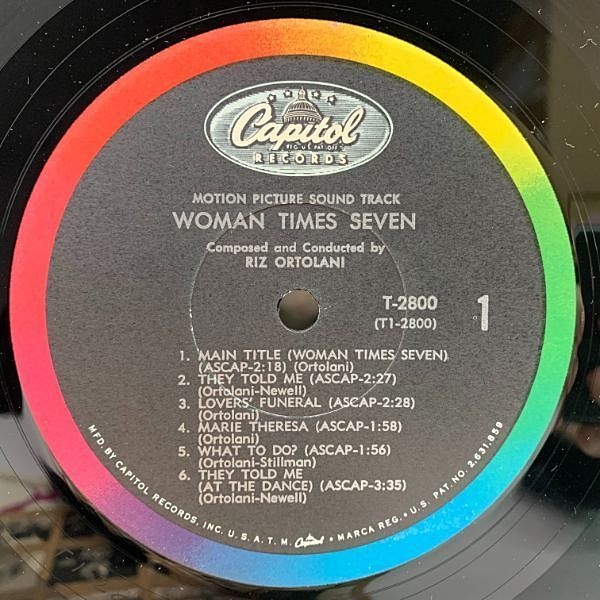 Capitol
REG. U.S. PAT. OFF.
RECORDS
MOTION PICTURE SOUND TRACK
WOMAN TIMES SEVEN
Composed and Conducted by
RIZ ORTOLANI
T-2800
(T1-2800)
1
1. MAIN TITLE (WOMAN TIMES SEVEN)
(ASCAP-2:18) (Ortolani)
2. THEY TOLD ME (ASCAP-2:27)
(Ortolani-Newell)
3. LOVERS' FUNERAL (ASCAP-2:28)
(Ortolani)
4. MARIE THERESA (ASCAP-1:58)
(Ortolani)
5. WHAT TO DO? (ASCAP-1:56)
(Ortolani-Stillman)
6. THEY TOLD ME
(AT THE DANCE) (ASCAP-3:35)
(Ortolani-Newell)
MFD. BY CAPITOL RECORDS, INC. U.S.A. T.M. Capitol • MARCA REG. • U.S. PAT. NO. 2,631,859